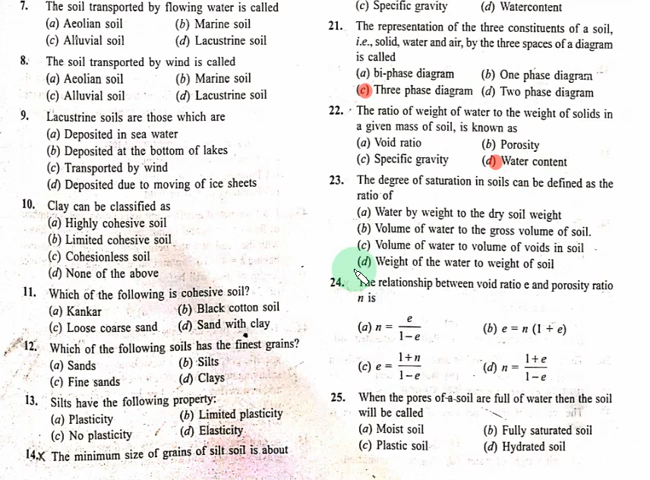 7. The soil transported by flowing water is called
(a) Aeolian soil (b) Marine soil
(c) Alluvial soil (d) Lacustrine soil
8. The soil transported by wind is called
(a) Aeolian soil (b) Marine soil
(c) Alluvial soil (d) Lacustrine soil
9. Lacustrine soils are those which are
(a) Deposited in sea water
(b) Deposited at the bottom of lakes
(c) Transported by wind
(d) Deposited due to moving of ice sheets
10. Clay can be classified as
(a) Highly cohesive soil
(b) Limited cohesive soil
(c) Cohesionless soil
(d) None of the above
11. Which of the following is cohesive soil?
(a) Kankar (b) Black cotton soil
(c) Loose coarse sand (d) Sand with clay
12. Which of the following soils has the finest grains?
(a) Sands (b) Silts
(c) Fine sands (d) Clays
13. Silts have the following property:
(a) Plasticity (b) Limited plasticity
(c) No plasticity (d) Elasticity
14. The minimum size of grains of silt soil is about
(c) Specific gravity (d) Watercontent
21. The representation of the three constituents of a soil,
i.e., solid, water and air, by the three spaces of a diagram
is called
(a) bi-phase diagram (b) One phase diagram
(c) Three phase diagram (d) Two phase diagram
22. The ratio of weight of water to the weight of solids in
a given mass of soil, is known as
(a) Void ratio (b) Porosity
(c) Specific gravity (d) Water content
23. The degree of saturation in soils can be defined as the
ratio of
(a) Water by weight to the dry soil weight
(b) Volume of water to the gross volume of soil.
(c) Volume of water to volume of voids in soil
(d) Weight of the water to weight of soil
24. The relationship between void ratio e and porosity ratio
n is
(a) n = e / 1 − e (b) e = n (1 + e)
(c) e = 1 + n / 1 − e (d) n = 1 + e / 1 − e
25. When the pores of a soil are full of water then the soil
will be called
(a) Moist soil (b) Fully saturated soil
(c) Plastic soil (d) Hydrated soil